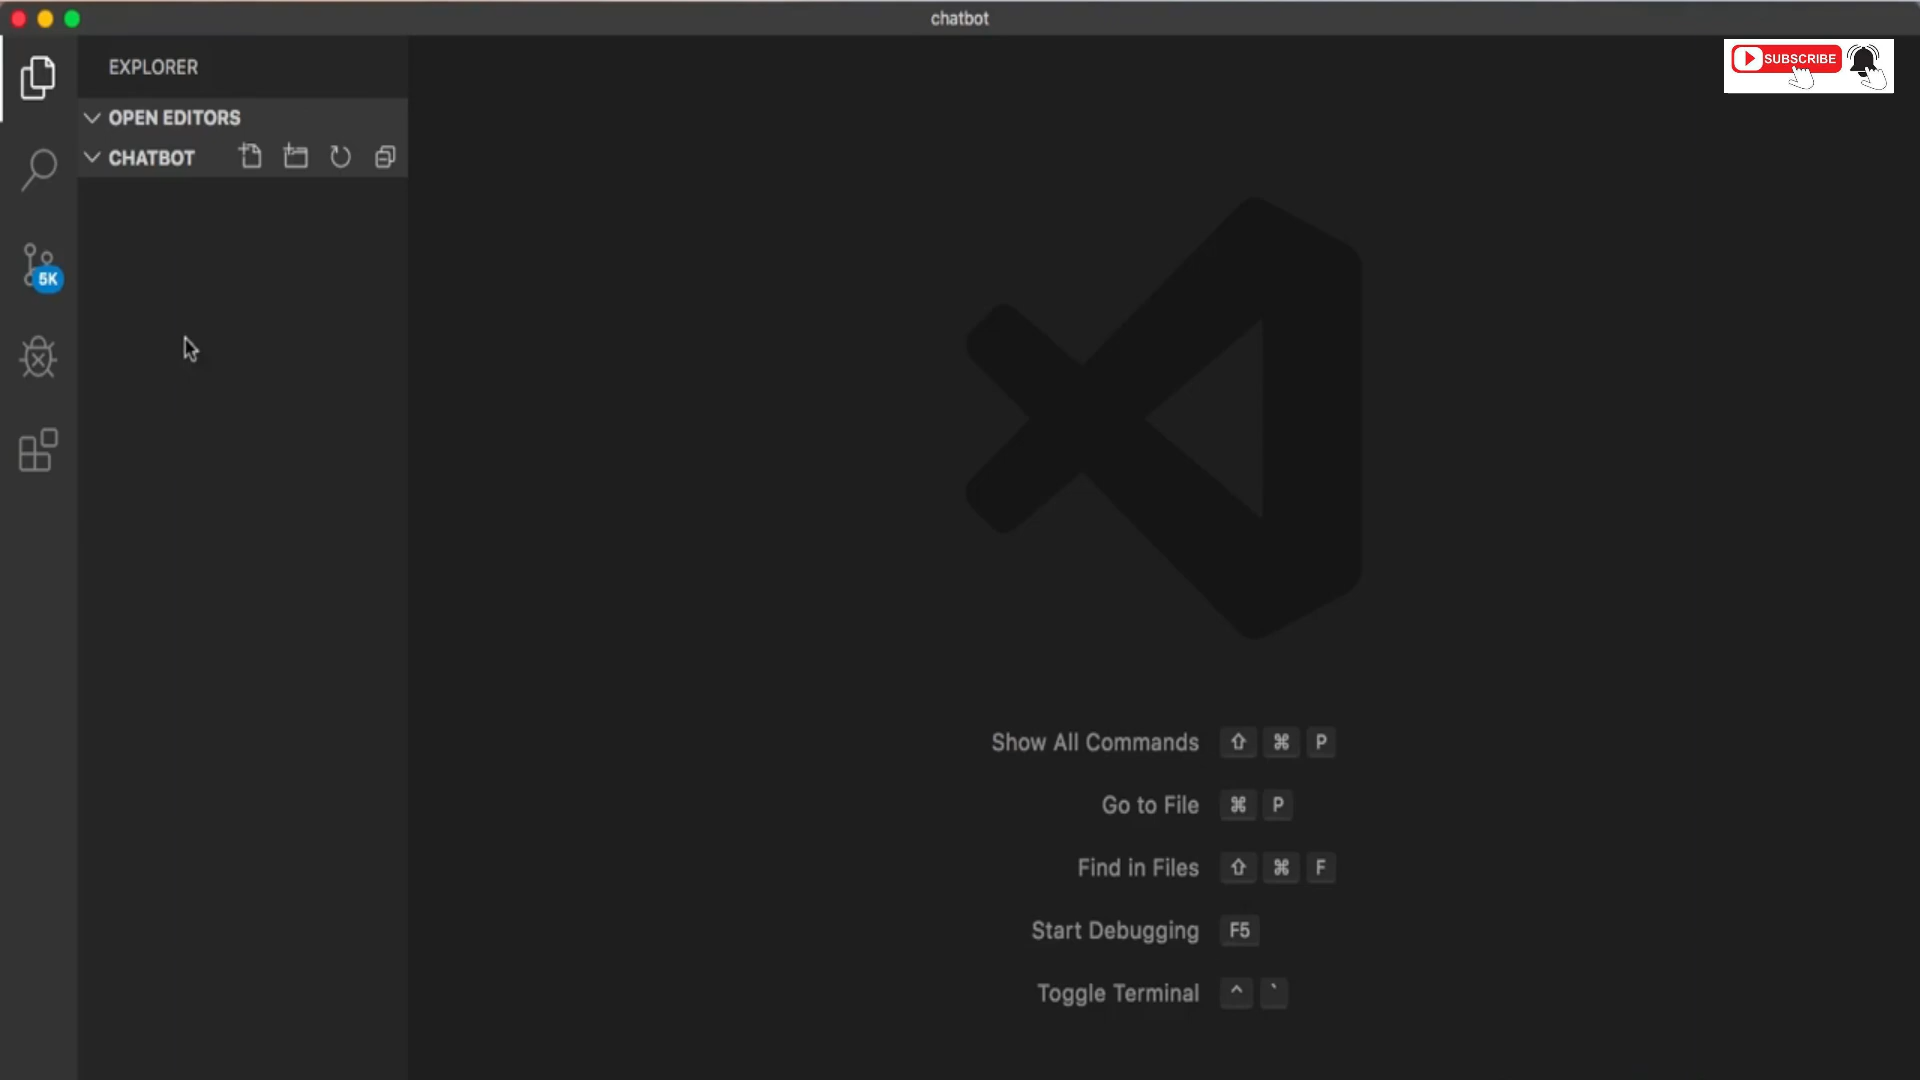 chatbot
SUBSCRIBE
EXPLORER
OPEN EDITORS
CHATBOT
5K
Show All Commands ⇧ ⌘ P
Go to File ⌘ P
Find in Files ⇧ ⌘ F
Start Debugging F5
Toggle Terminal ^ `